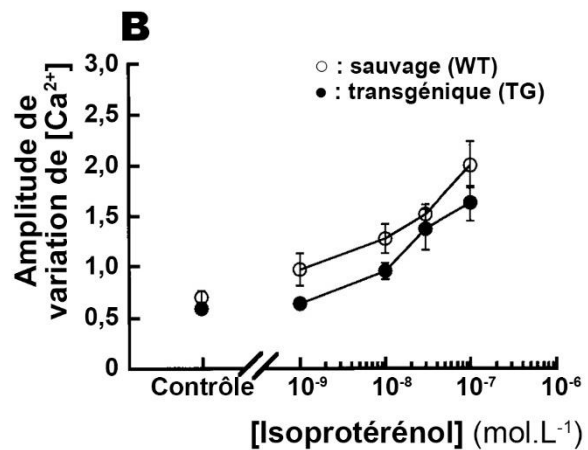 B
○ : sauvage (WT)
● : transgénique (TG)
Amplitude de
variation de [Ca²⁺]
3,0
2,5
2,0
1,5
1,0
0,5
0
Contrôle 10⁻⁹ 10⁻⁸ 10⁻⁷ 10⁻⁶
[Isoprotérénol] (mol.L⁻¹)